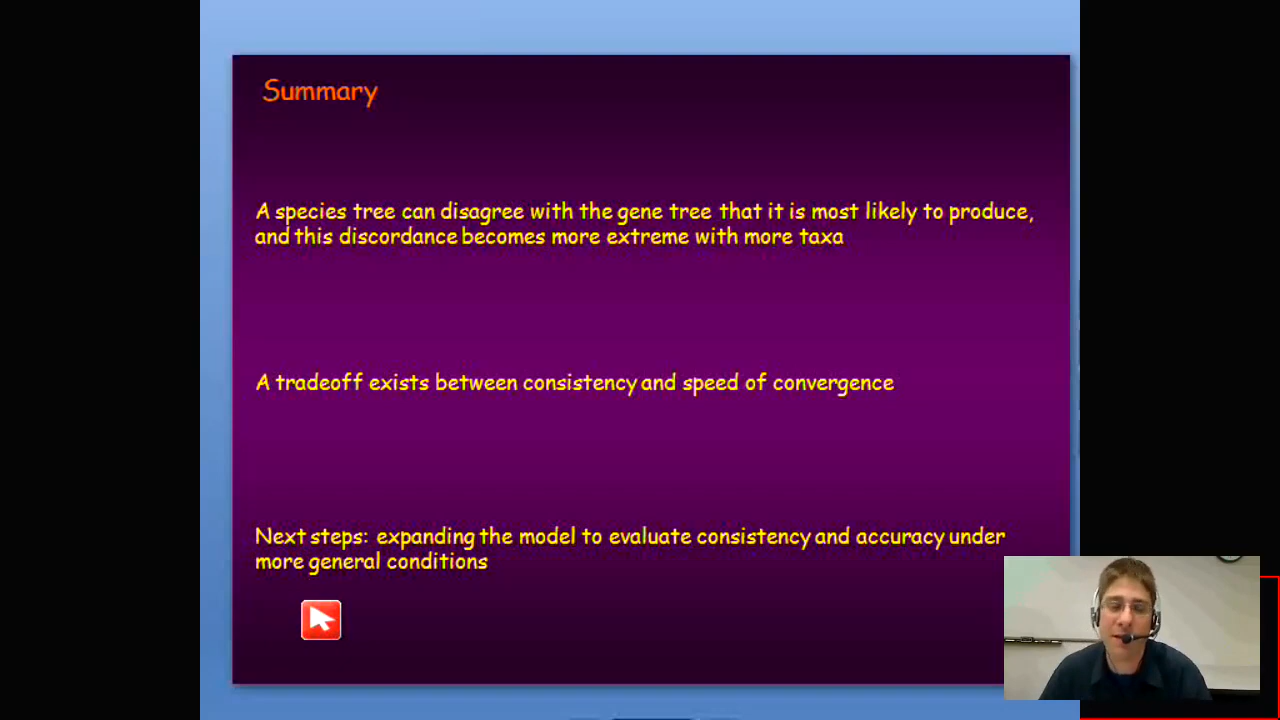 Summary
A species tree can disagree with the gene tree that it is most likely to produce,
and this discordance becomes more extreme with more taxa
A tradeoff exists between consistency and speed of convergence
Next steps: expanding the model to evaluate consistency and accuracy under
more general conditions